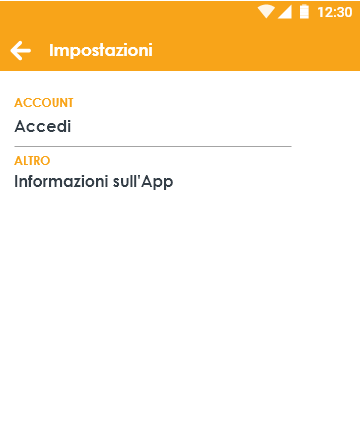 12:30
Impostazioni
ACCOUNT
Accedi
ALTRO
Informazioni sull'App